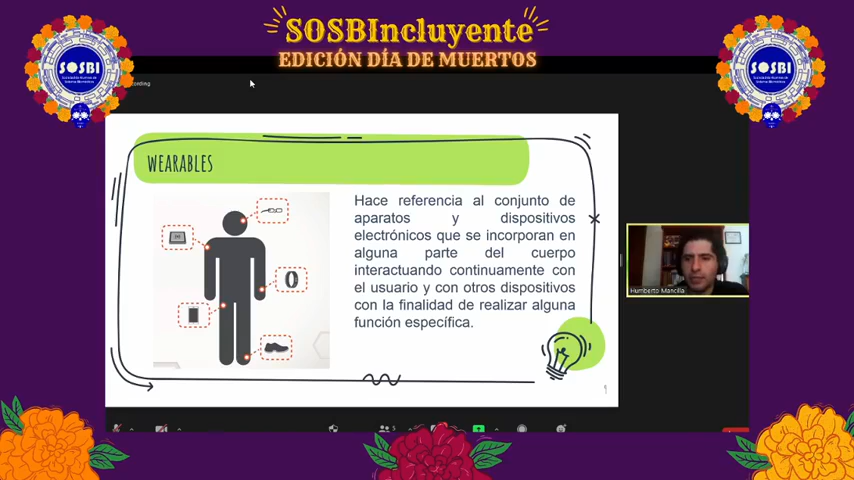 SOSBIncluyente
EDICIÓN DÍA DE MUERTOS
SOSBI
SOSBI
WEARABLES
Hace referencia al conjunto de
aparatos y dispositivos
electrónicos que se incorporan en
alguna parte del cuerpo
interactuando continuamente con
el usuario y con otros dispositivos
con la finalidad de realizar alguna
función específica.
Humberto Mancilla
5